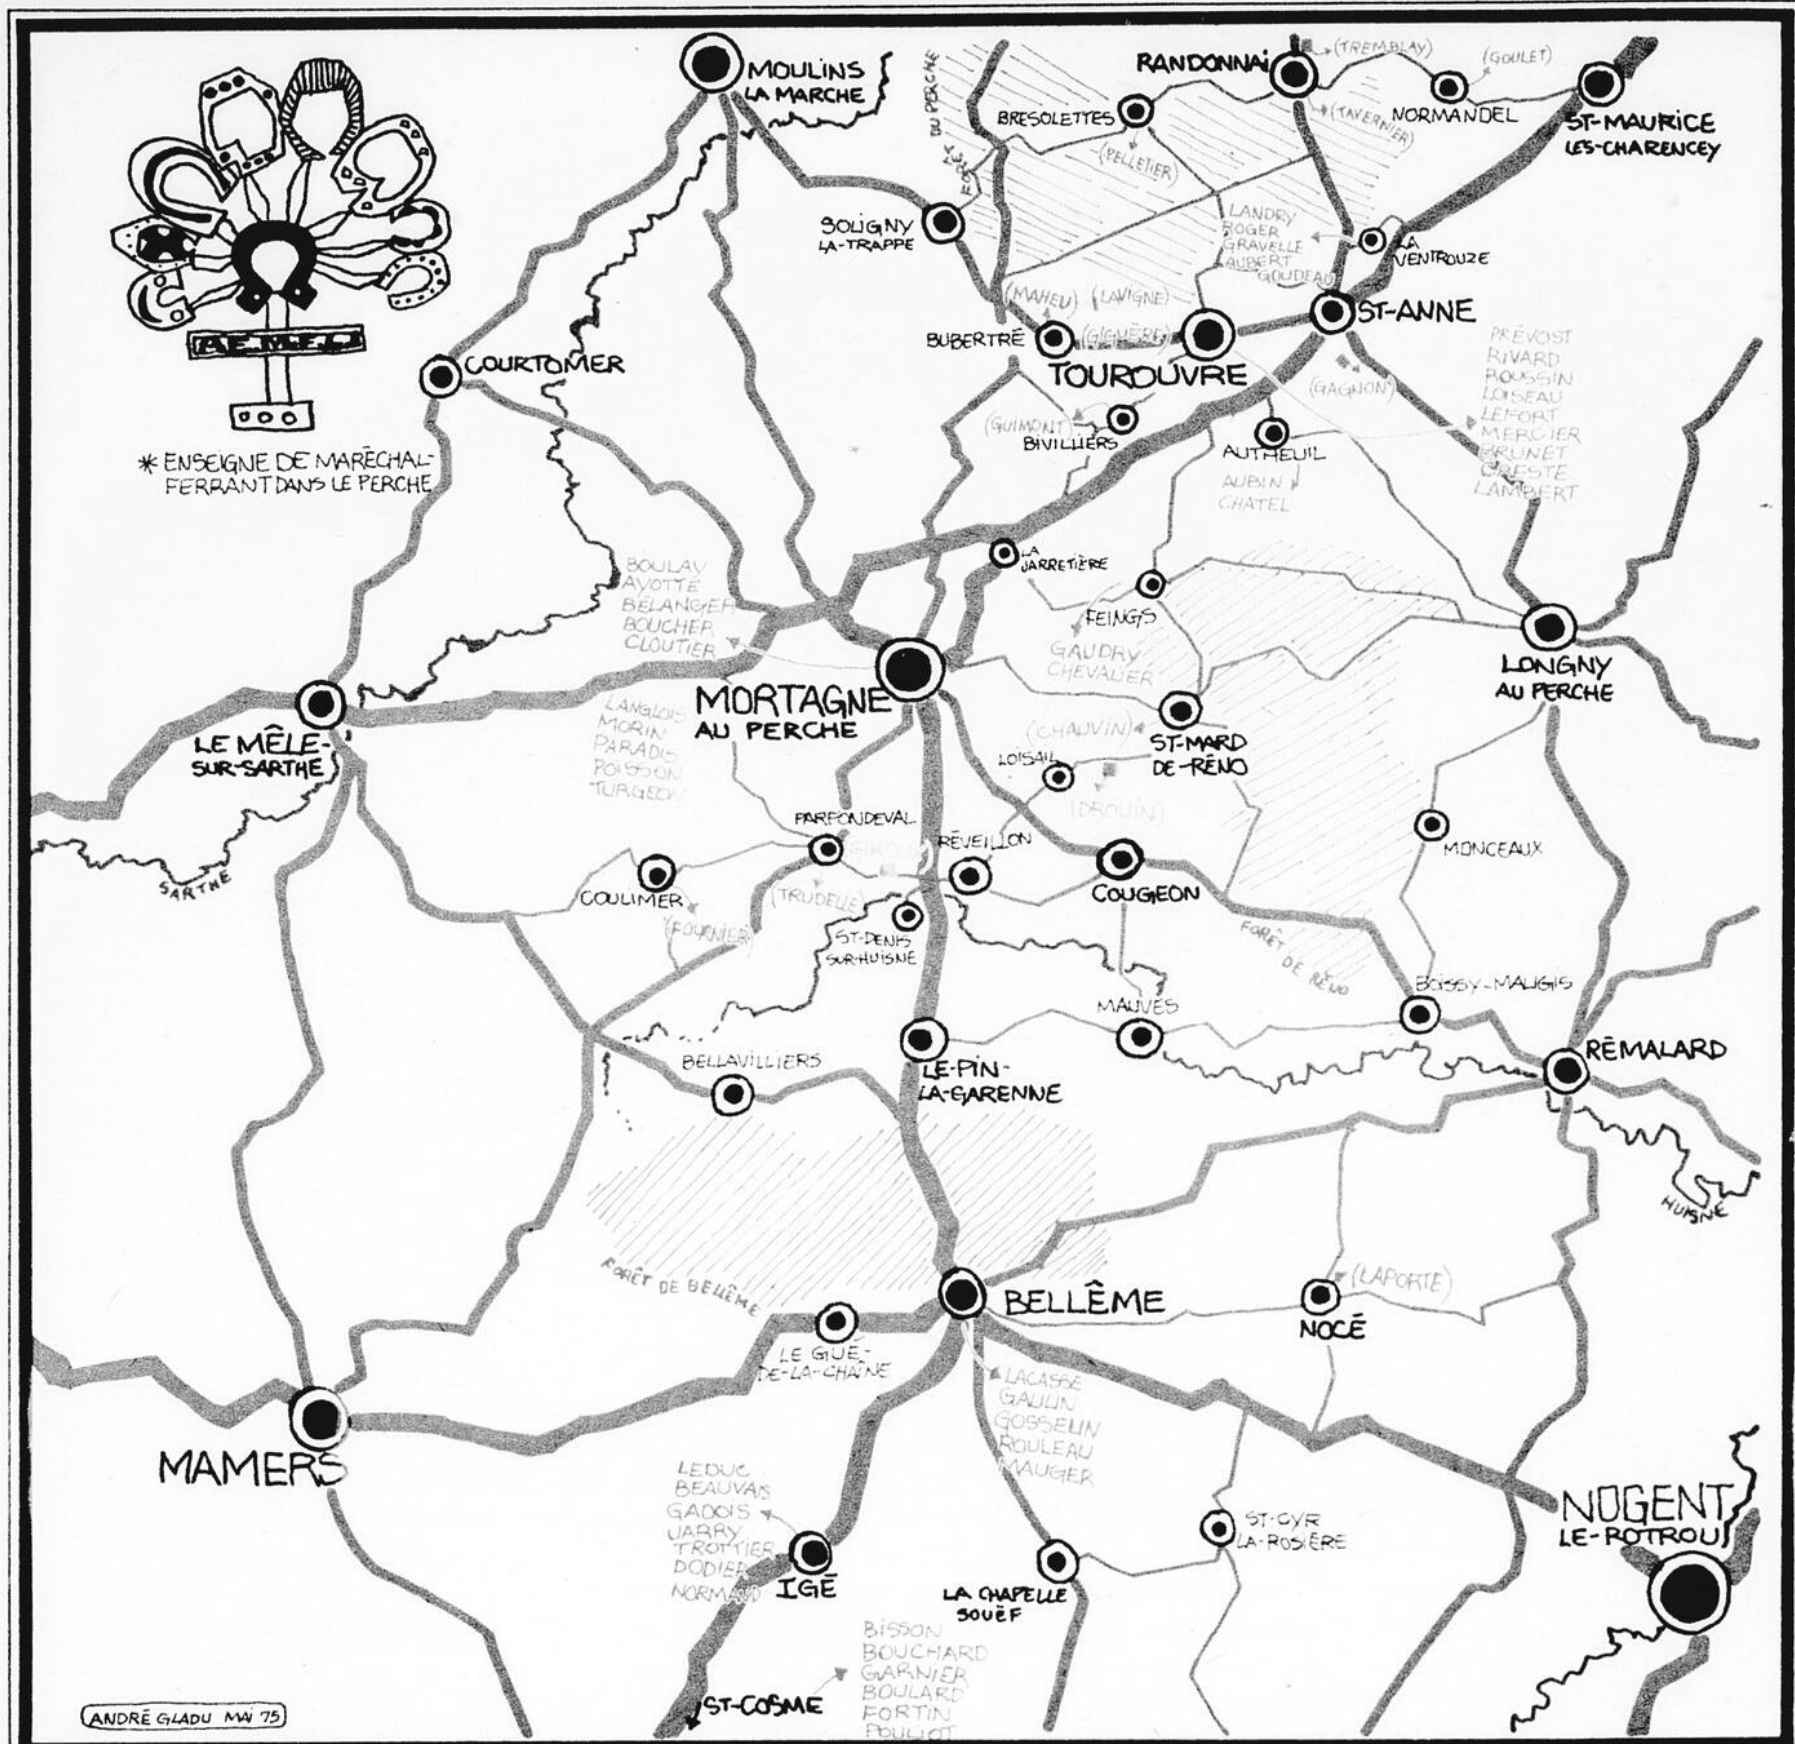 MOULINS
LA MARCHE
FORÊT DU PERCHE
RANDONNAI
(TREMBLAY)
(GOULET)
BRESOLETTES
(PELLETIER)
(TAVERNIER)
NORMANDEL
ST-MAURICE
LES-CHARENCEY
SOLIGNY
LA-TRAPPE
LANDRY
ROGER
GRAVELLE
AUBERT
GOUDEAU
LA
VENTROUZE
(MAHEU)
(LAVIGNE)
BUBERTRÉ
(GIGUÈRE)
ST-ANNE
TOUROUVRE
COURTOMER
(GAGNON)
PRÉVOST
RIVARD
ROUSSIN
LOISEAU
LEFORT
MERCIER
BRUNET
CRESTE
LAMBERT
(GUIMONT)
BIVILLIERS
AUTHEUIL
AUBIN
CHATEL
* ENSEIGNE DE MARÉCHAL-
FERRANT DANS LE PERCHE
LA
JARRETIÈRE
BOULAY
AYOTTE
BÉLANGER
BOUCHER
CLOUTIER
FEINGS
GAUDRY
CHEVALIER
LONGNY
AU PERCHE
MORTAGNE
AU PERCHE
LANGLOIS
MORIN
PARADIS
POISSON
TURGEON
LE MÊLE-
SUR-SARTHE
(CHAUVIN)
ST-MARD
DE-RÉNO
LOISAIL
(DROUIN)
PARFONDEVAL
GIROUX
RÉVEILLON
MONCEAUX
SARTHE
COULIMER
(FOURNIER)
(TRUDELLE)
COUGEON
ST-DENIS
SUR-HUISNE
FORÊT DE RÉNO
BOISSY-MAUGIS
MAUVES
BELLAVILLIERS
LE-PIN-
LA-GARENNE
RÉMALARD
HUISNE
FORÊT DE BELLÊME
BELLÊME
(LAPORTE)
NOCÉ
LE GUÉ-
DE-LA-CHAÎNE
LACASSE
GAULIN
GOSSELIN
ROULEAU
MAUGER
MAMERS
LEDUC
BEAUVAIS
GADOIS
JARRY
TROTTIER
DODIER
NORMAND
IGÉ
ST-CYR
LA-ROSIÈRE
NOGENT
LE-ROTROU
LA CHAPELLE
SOUËF
BISSON
BOUCHARD
GARNIER
BOULARD
FORTIN
POULIOT
ST-COSME
ANDRÉ GLADU MAI 75